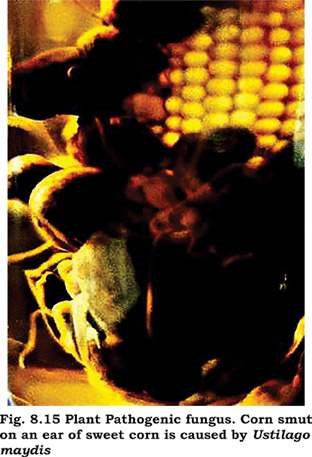 Fig. 8.15 Plant Pathogenic fungus. Corn smut
on an ear of sweet corn is caused by Ustilago
maydis